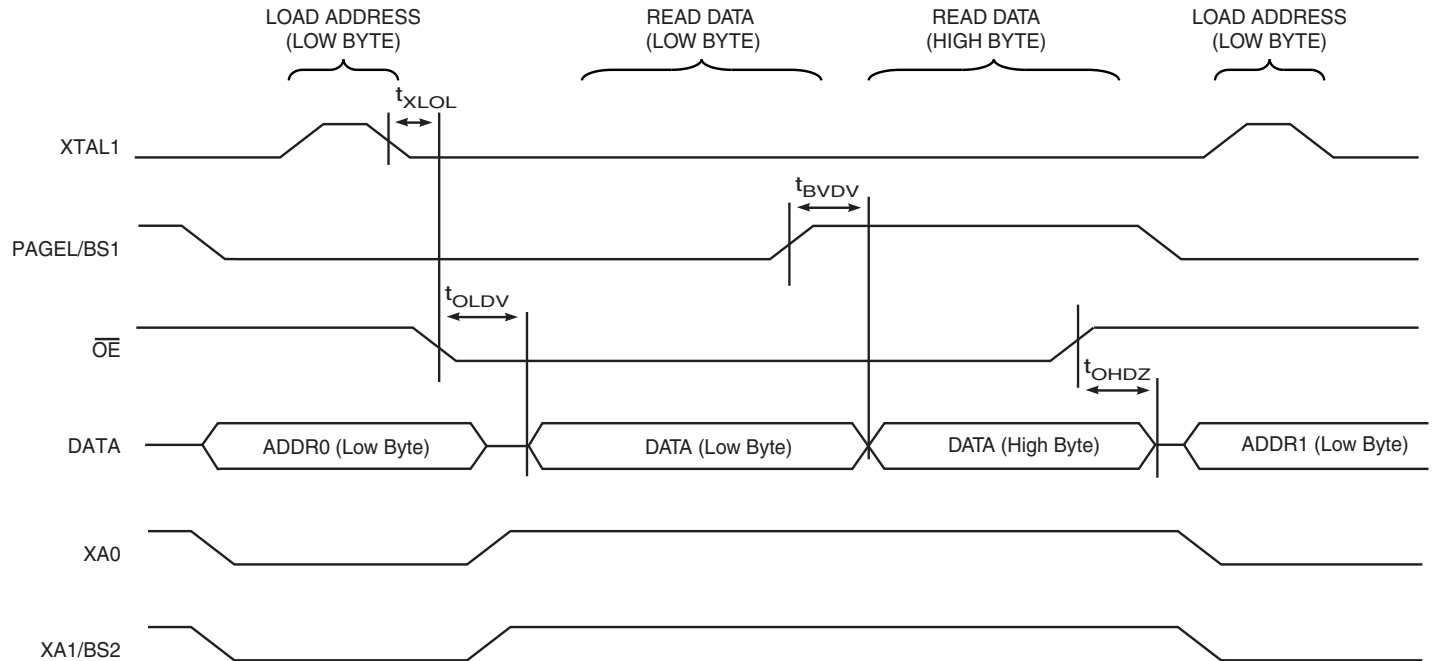 LOAD ADDRESS
(LOW BYTE)
READ DATA
(LOW BYTE)
READ DATA
(HIGH BYTE)
LOAD ADDRESS
(LOW BYTE)
tXLOL
XTAL1
tBVDV
PAGEL/BS1
tOLDV
OE
tOHDZ
DATA
ADDR0 (Low Byte)
DATA (Low Byte)
DATA (High Byte)
ADDR1 (Low Byte)
XA0
XA1/BS2